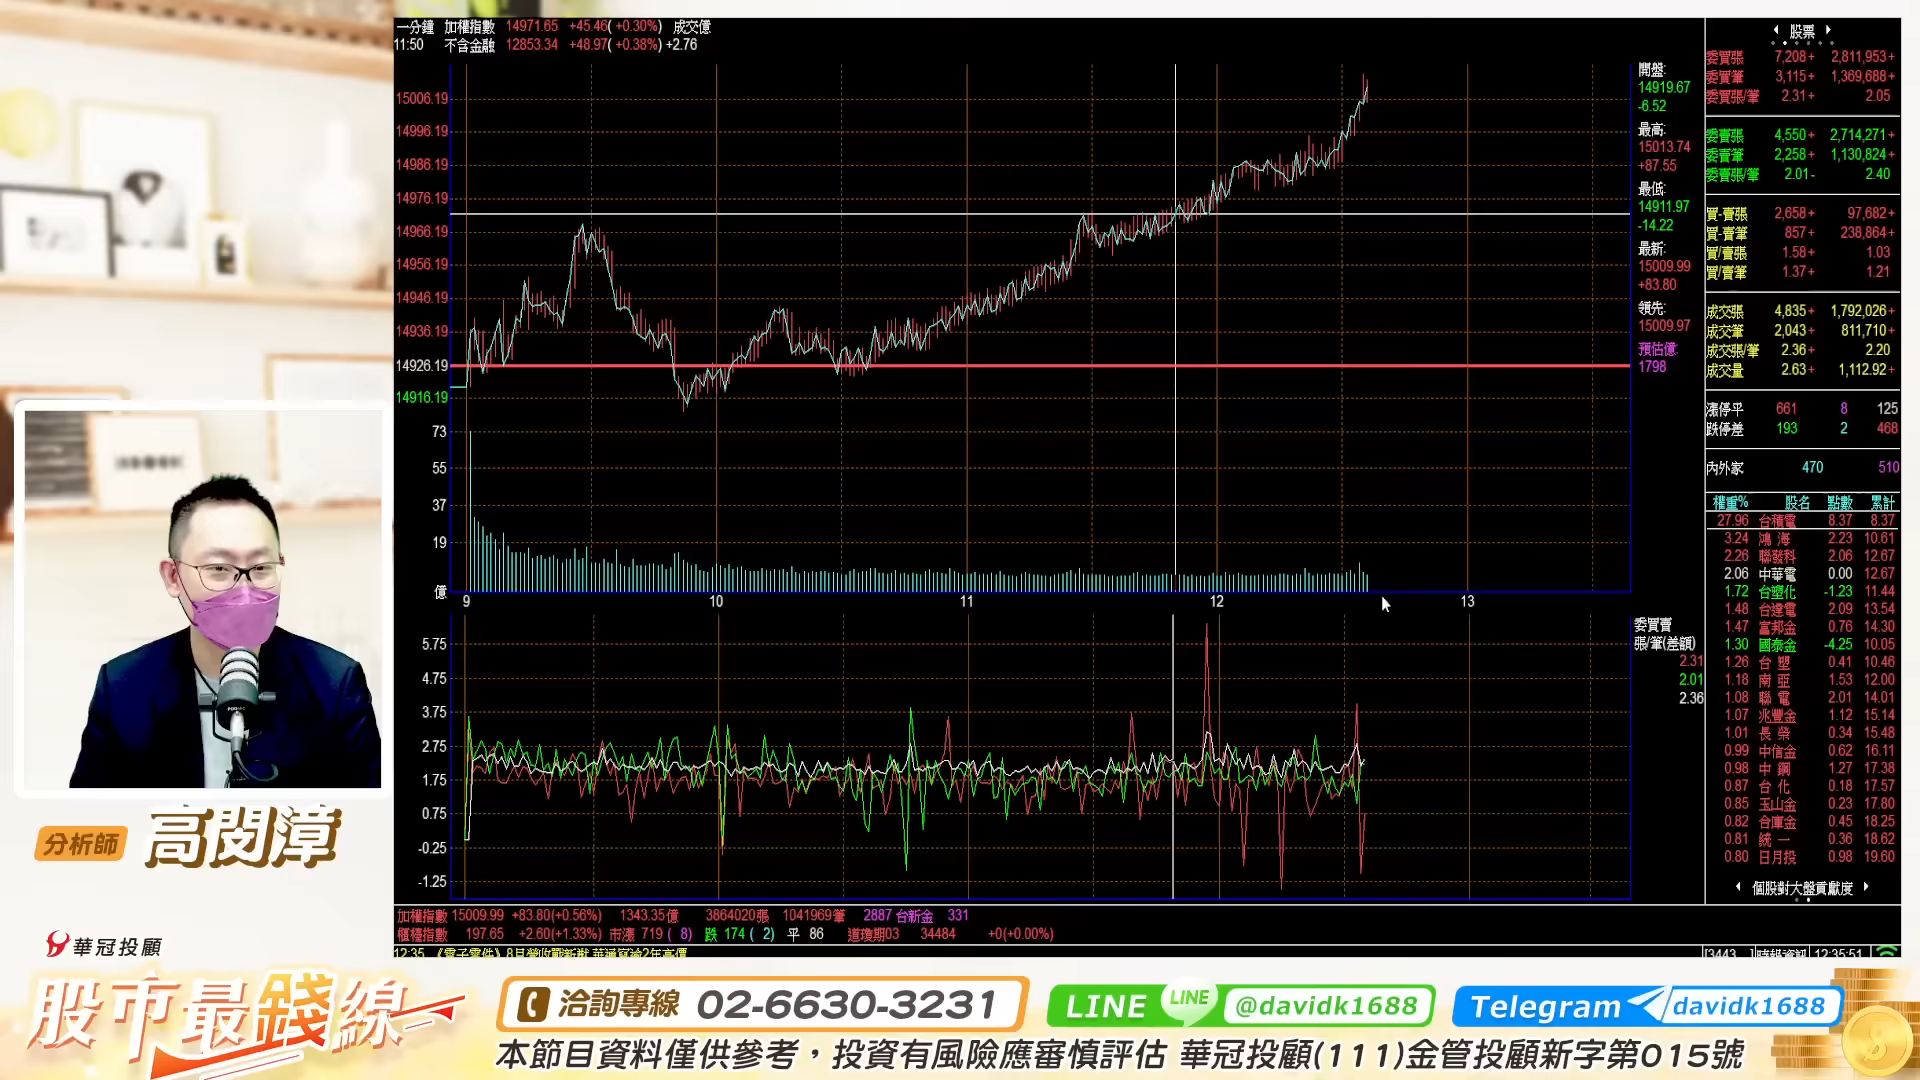 一分鐘 加權指數 14971.65 +45.46( +0.30%) 成交億
11:50 不含金融 12853.34 +48.97( +0.38%) +2.76
15006.19
14996.19
14986.19
14976.19
14966.19
14956.19
14946.19
14936.19
14926.19
14916.19
73
55
37
19
億
9 10 11 12 13
開盤:
14919.67
-6.52
最高:
15013.74
+87.55
最低:
14911.97
-14.22
最新:
15009.99
+83.80
領先:
15009.97
預估億:
1798
5.75
4.75
3.75
2.75
1.75
0.75
-0.25
-1.25
委買賣
張/筆(差額)
2.31
2.01
2.36
股票
委買張 7,208+ 2,811,953+
委買筆 3,115+ 1,369,688+
委買張/筆 2.31+ 2.05
委賣張 4,550+ 2,714,271+
委賣筆 2,258+ 1,130,824+
委賣張/筆 2.01- 2.40
買-賣張 2,658+ 97,682+
買-賣筆 857+ 238,864+
買/賣張 1.58+ 1.03
買/賣筆 1.37+ 1.21
成交張 4,835+ 1,792,026+
成交筆 2,043+ 811,710+
成交張/筆 2.36+ 2.20
成交量 2.63+ 1,112.92+
漲停平 661 8 125
跌停差 193 2 468
內外家 470 510
權重% 股名 點數 累計
27.96 台積電 8.37 8.37
3.24 鴻海 2.23 10.61
2.26 聯發科 2.06 12.67
2.06 中華電 0.00 12.67
1.72 台塑化 -1.23 11.44
1.48 台達電 2.09 13.54
1.47 富邦金 0.76 14.30
1.30 國泰金 -4.25 10.05
1.26 台塑 0.41 10.46
1.18 南亞 1.53 12.00
1.08 聯電 2.01 14.01
1.07 兆豐金 1.12 15.14
1.01 長榮 0.34 15.48
0.99 中信金 0.62 16.11
0.98 中鋼 1.27 17.38
0.87 台化 0.18 17.57
0.85 玉山金 0.23 17.80
0.82 合庫金 0.45 18.25
0.81 統一 0.36 18.62
0.80 日月投 0.98 19.60
個股對大盤貢獻度
加權指數 15009.99 +83.80(+0.56%) 1343.35億 3864020張 1041969筆 2887 台新金 331
櫃檯指數 197.65 +2.60(+1.33%) 市漲 719 ( 8) 跌 174 ( 2) 平 86 道瓊期03 34484 +0(+0.00%)
12:35 《電子零件》8月營收
12:35:51
分析師 高閔漳
華冠投顧
股市最錢線
洽詢專線 02-6630-3231
LINE LINE @davidk1688
Telegram davidk1688
本節目資料僅供參考，投資有風險應審慎評估 華冠投顧(111)金管投顧新字第015號